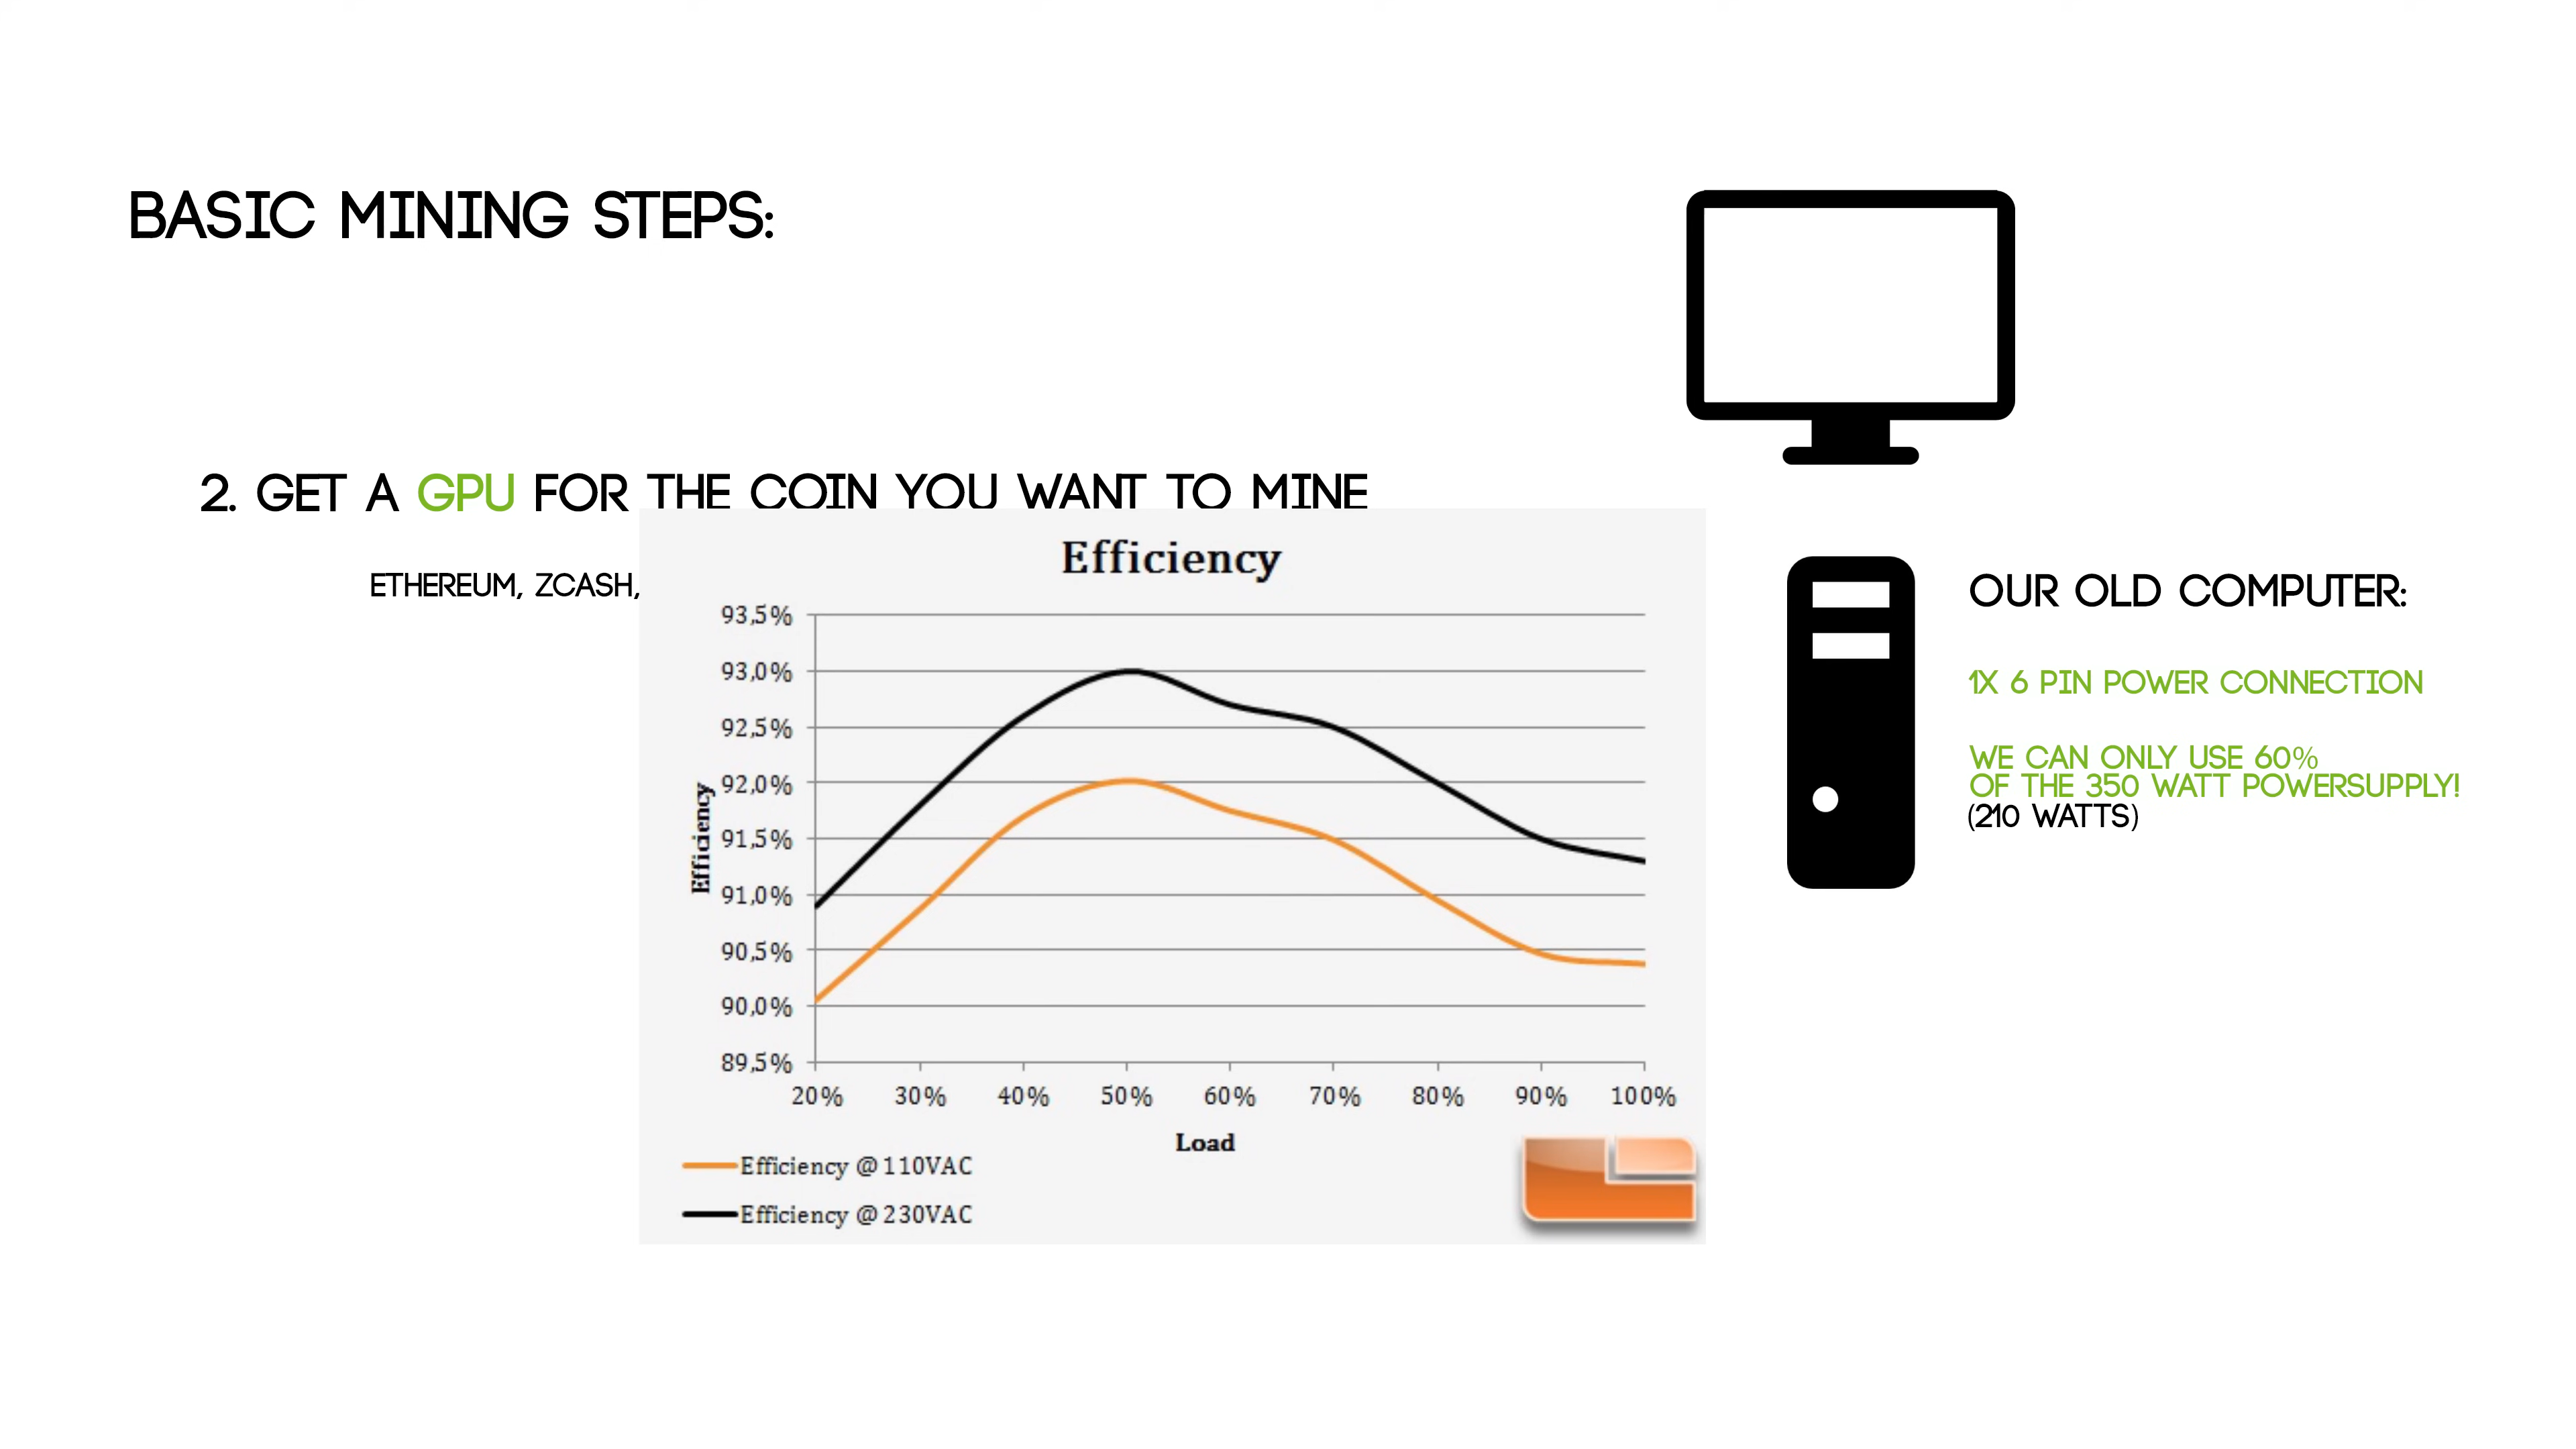 BASIC MINING STEPS:
2. GET A GPU FOR THE COIN YOU WANT TO MINE
ETHEREUM, ZCASH,
Efficiency
93,5%
93,0%
92,5%
92,0%
91,5%
91,0%
90,5%
90,0%
89,5%
Efficiency
20% 30% 40% 50% 60% 70% 80% 90% 100%
Load
Efficiency @ 110VAC
Efficiency @ 230VAC
OUR OLD COMPUTER:
1X 6 PIN POWER CONNECTION
WE CAN ONLY USE 60%
OF THE 350 WATT POWERSUPPLY!
(210 WATTS)